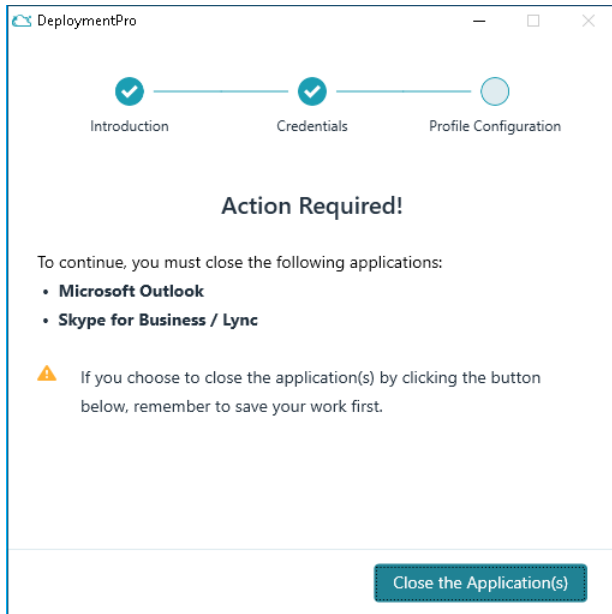 DeploymentPro
Introduction
Credentials
Profile Configuration
Action Required!
To continue, you must close the following applications:
• Microsoft Outlook
• Skype for Business / Lync
If you choose to close the application(s) by clicking the button
below, remember to save your work first.
Close the Application(s)